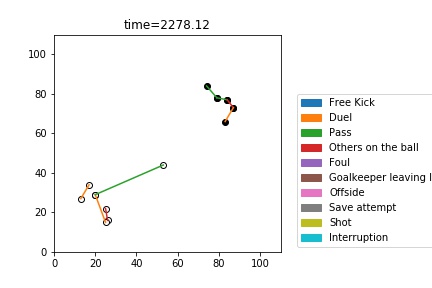 time=2278.12
100
80
60
40
20
0
0 20 40 60 80 100
Free Kick
Duel
Pass
Others on the ball
Foul
Goalkeeper leaving l
Offside
Save attempt
Shot
Interruption